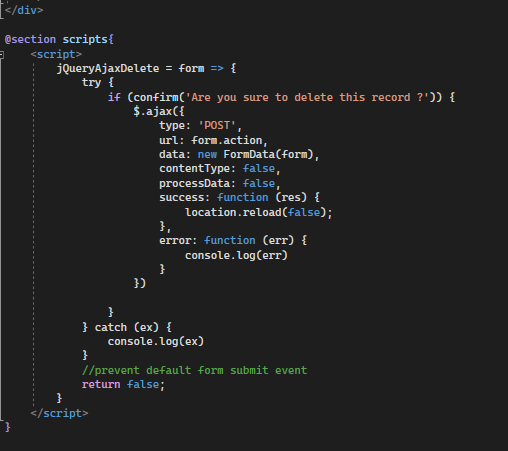 </div>
@section scripts{
<script>
jQueryAjaxDelete = form => {
try {
if (confirm('Are you sure to delete this record ?')) {
$.ajax({
type: 'POST',
url: form.action,
data: new FormData(form),
contentType: false,
processData: false,
success: function (res) {
location.reload(false);
},
error: function (err) {
console.log(err)
}
})
}
} catch (ex) {
console.log(ex)
}
//prevent default form submit event
return false;
}
</script>
}